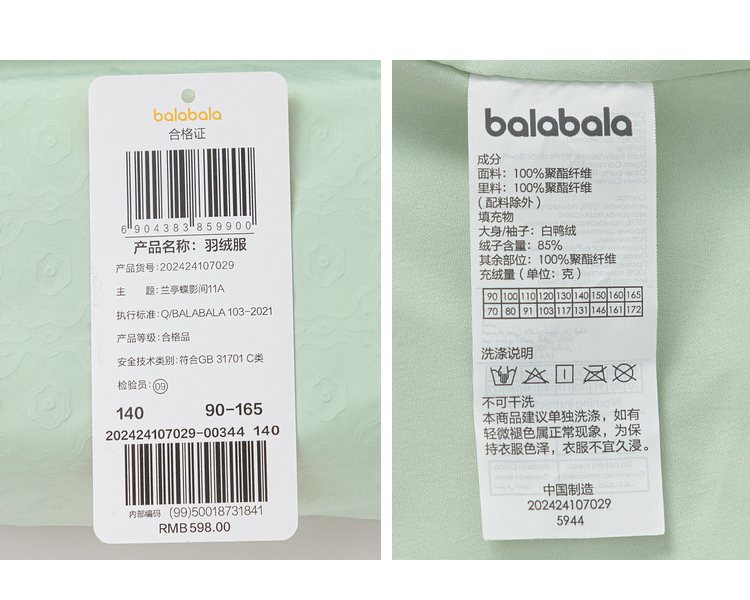 balabala
合格证
6 904383 859900
产品名称：羽绒服
产品货号：202424107029
主 题：兰亭蝶影间11A
执行标准：Q/BALABALA 103-2021
产品等级：合格品
安全技术类别：符合GB 31701 C类
检验员：09
140 90-165
202424107029-00344 140
内部编码 (99)50018731841
RMB598.00
balabala
成分
面料：100%聚酯纤维
里料：100%聚酯纤维
（配料除外）
填充物
大身/袖子：白鸭绒
绒子含量：85%
其余部位：100%聚酯纤维
充绒量（单位：克）
90 100 110 120 130 140 150 160 165
70 80 91 103 117 131 146 161 172
洗涤说明
不可干洗
本商品建议单独洗涤，如有
轻微褪色属正常现象，为保
持衣服色泽，衣服不宜久浸。
中国制造
202424107029
5944